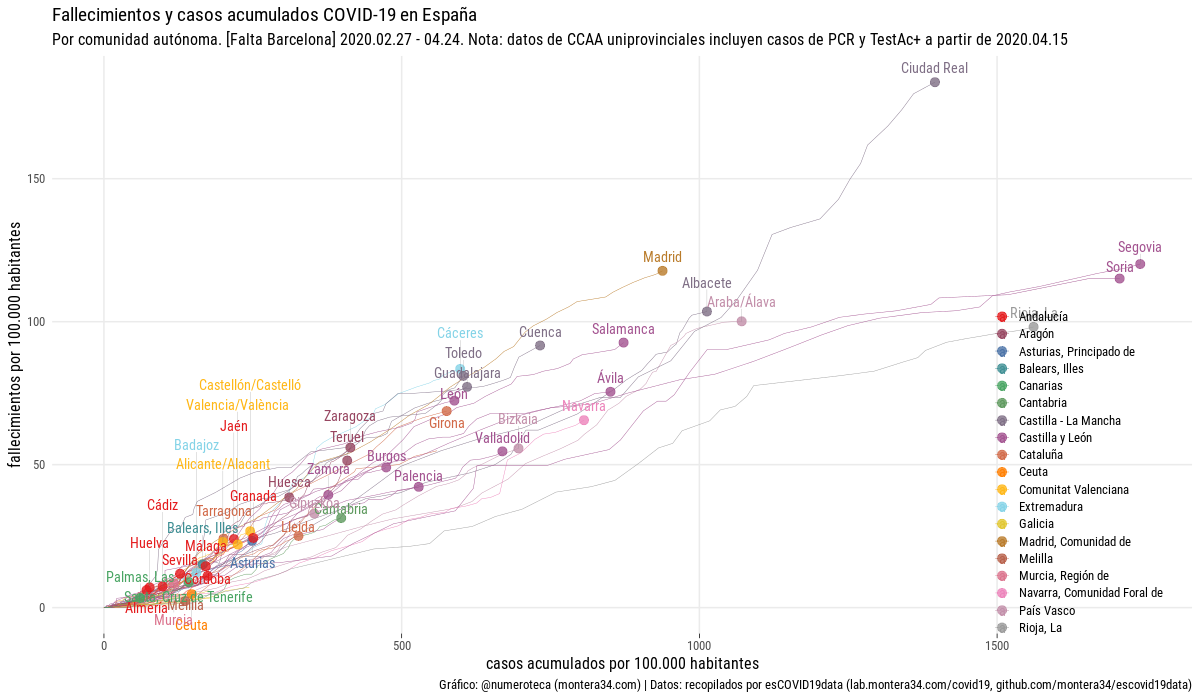 Fallecimientos y casos acumulados COVID-19 en España
Por comunidad autónoma. [Falta Barcelona] 2020.02.27 - 04.24. Nota: datos de CCAA uniprovinciales incluyen casos de PCR y TestAc+ a partir de 2020.04.15
fallecimientos por 100.000 habitantes
150
100
50
0
Ciudad Real
Segovia
Soria
Madrid
Albacete
Araba/Álava
Rioja, La
Cáceres
Cuenca
Salamanca
Toledo
Guadalajara
Ávila
Castellón/Castelló
León
Valencia/València
Navarra
Zaragoza
Bizkaia
Girona
Jaén
Teruel
Valladolid
Badajoz
Burgos
Alicante/Alacant
Zamora
Palencia
Huesca
Granada
Cádiz
Gipuzkoa
Cantabria
Tarragona
Balears, Illes
Lleida
Huelva
Málaga
Sevilla
Asturias
Palmas, Las
Córdoba
Santa Cruz de Tenerife
Almería
Melilla
Murcia
Ceuta
Andalucía
Aragón
Asturias, Principado de
Balears, Illes
Canarias
Cantabria
Castilla - La Mancha
Castilla y León
Cataluña
Ceuta
Comunitat Valenciana
Extremadura
Galicia
Madrid, Comunidad de
Melilla
Murcia, Región de
Navarra, Comunidad Foral de
País Vasco
Rioja, La
0
500
1000
1500
casos acumulados por 100.000 habitantes
Gráfico: @numeroteca (montera34.com) | Datos: recopilados por esCOVID19data (lab.montera34.com/covid19, github.com/montera34/escovid19data)